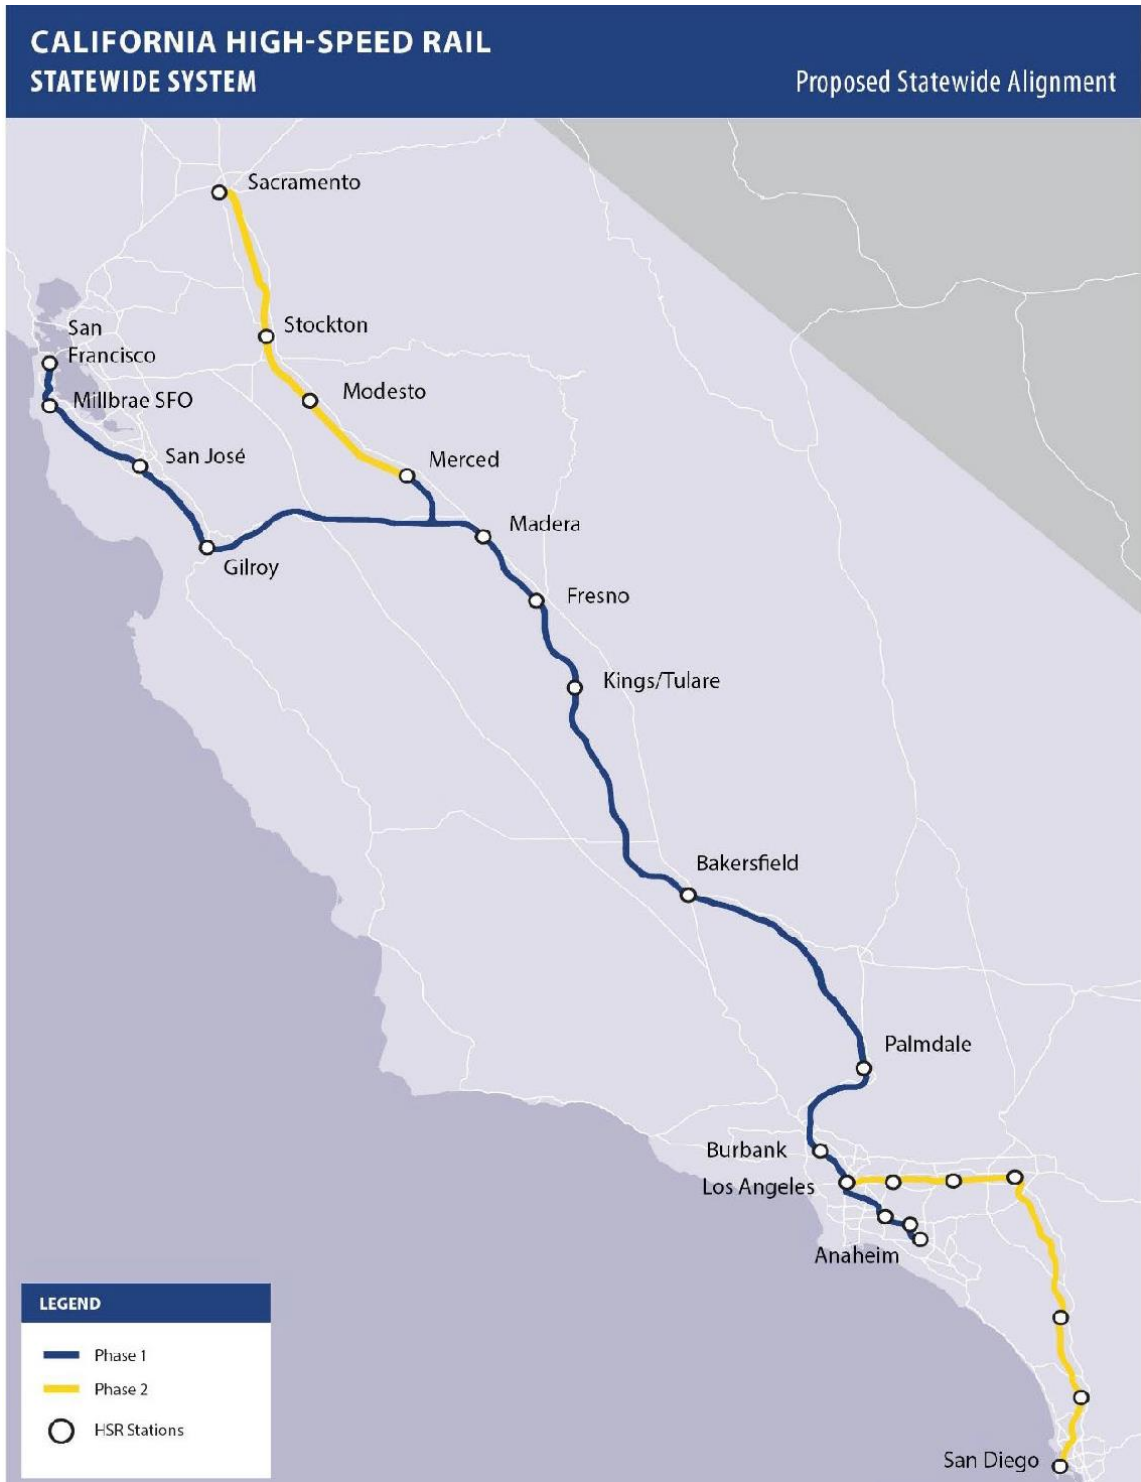 CALIFORNIA HIGH-SPEED RAIL
STATEWIDE SYSTEM
Proposed Statewide Alignment
Sacramento
Stockton
San
Francisco
Modesto
Millbrae SFO
San José
Merced
Madera
Gilroy
Fresno
Kings/Tulare
Bakersfield
Palmdale
Burbank
Los Angeles
Anaheim
San Diego
LEGEND
Phase 1
Phase 2
HSR Stations